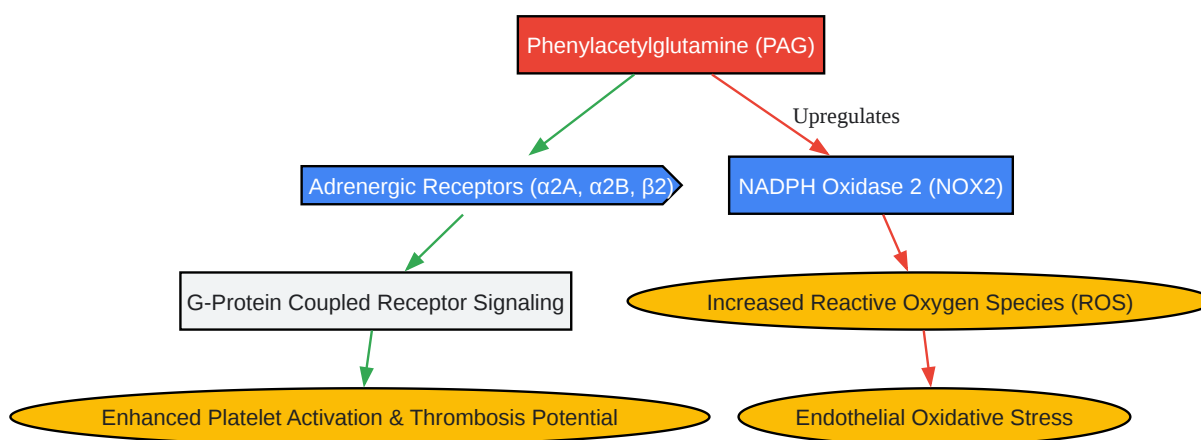 Phenylacetylglutamine (PAG)
Upregulates
Adrenergic Receptors (α2A, α2B, β2)
NADPH Oxidase 2 (NOX2)
G-Protein Coupled Receptor Signaling
Increased Reactive Oxygen Species (ROS)
Enhanced Platelet Activation & Thrombosis Potential
Endothelial Oxidative Stress